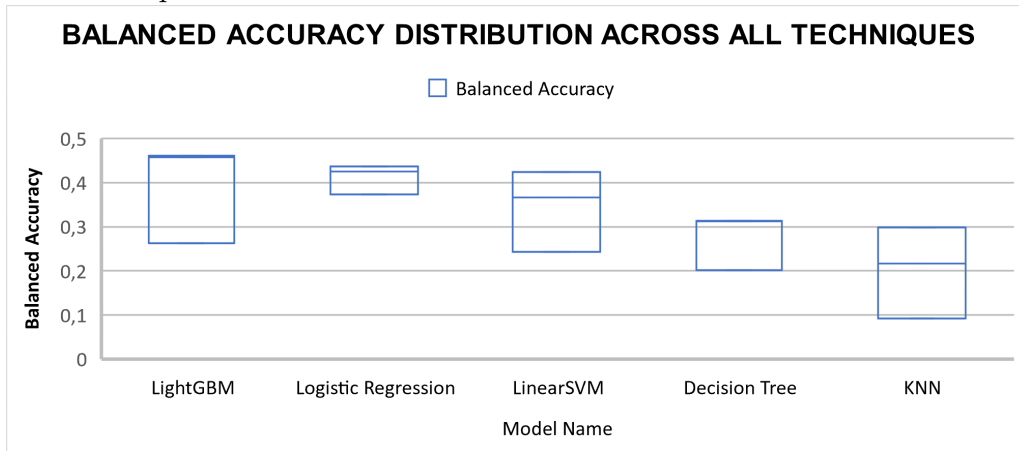 BALANCED ACCURACY DISTRIBUTION ACROSS ALL TECHNIQUES
Balanced Accuracy
Balanced Accuracy
0,5
0,4
0,3
0,2
0,1
0
LightGBM Logistic Regression LinearSVM Decision Tree KNN
Model Name